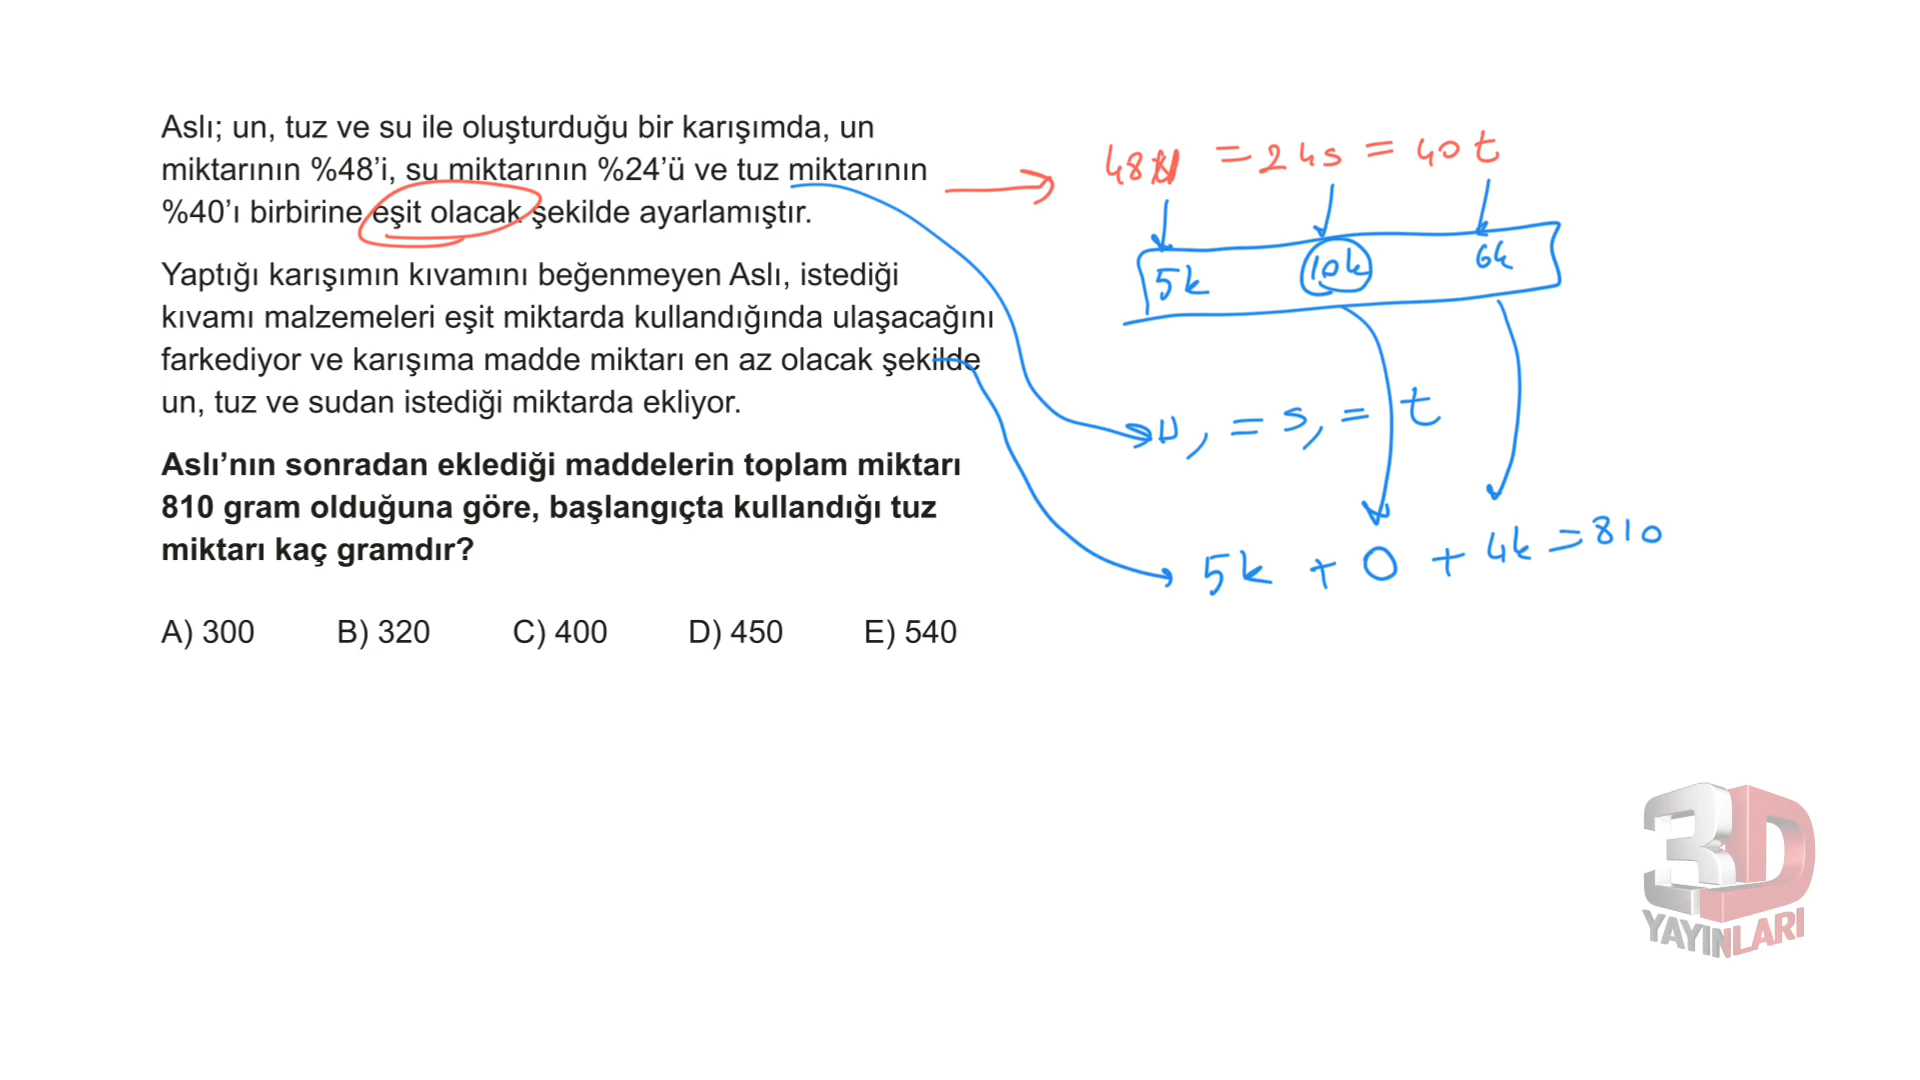 Aslı; un, tuz ve su ile oluşturduğu bir karışımda, un
miktarının %48’i, su miktarının %24’ü ve tuz miktarının
%40’ı birbirine eşit olacak şekilde ayarlamıştır.
Yaptığı karışımın kıvamını beğenmeyen Aslı, istediği
kıvamı malzemeleri eşit miktarda kullandığında ulaşacağını
farkediyor ve karışıma madde miktarı en az olacak şekilde
un, tuz ve sudan istediği miktarda ekliyor.
Aslı’nın sonradan eklediği maddelerin toplam miktarı
810 gram olduğuna göre, başlangıçta kullandığı tuz
miktarı kaç gramdır?
A) 300 B) 320 C) 400 D) 450 E) 540
48u = 24s = 40t
5k 10k 6k
u, = s, = t
5k + 0 + 4k = 810
3D
YAYINLARI